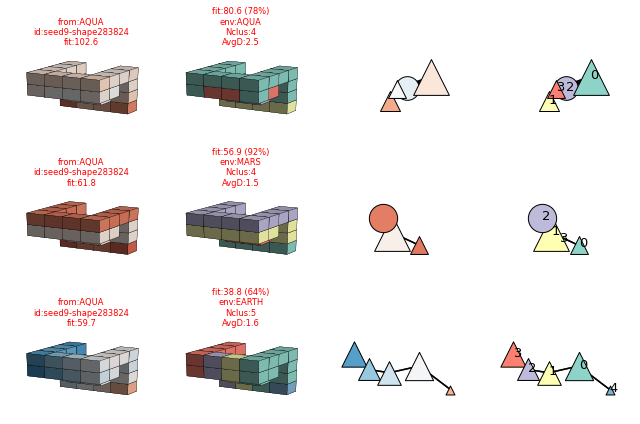 from:AQUA
id:seed9-shape283824
fit:102.6
fit:80.6 (78%)
env:AQUA
Nclus:4
AvgD:2.5
0
3 2
1
from:AQUA
id:seed9-shape283824
fit:61.8
fit:56.9 (92%)
env:MARS
Nclus:4
AvgD:1.5
2
1
3
0
from:AQUA
id:seed9-shape283824
fit:59.7
fit:38.8 (64%)
env:EARTH
Nclus:5
AvgD:1.6
3
2
1
0
4